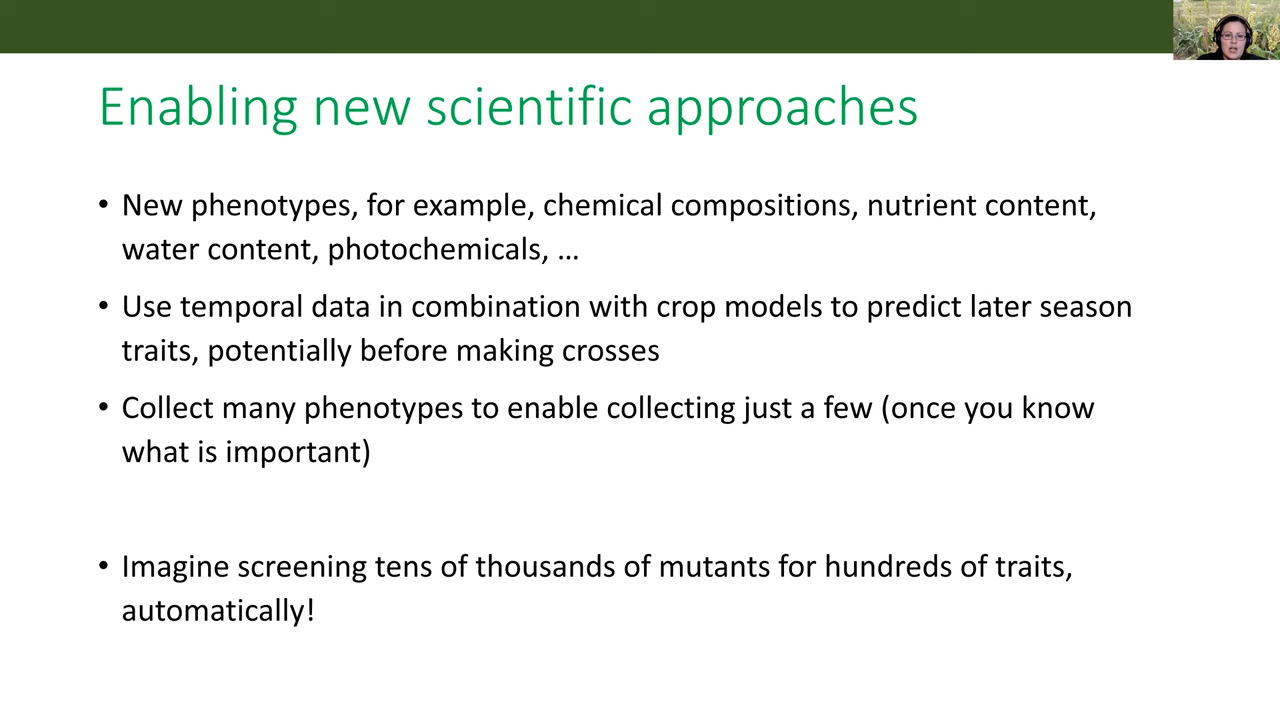 Enabling new scientific approaches
• New phenotypes, for example, chemical compositions, nutrient content,
water content, photochemicals, ...
• Use temporal data in combination with crop models to predict later season
traits, potentially before making crosses
• Collect many phenotypes to enable collecting just a few (once you know
what is important)
• Imagine screening tens of thousands of mutants for hundreds of traits,
automatically!